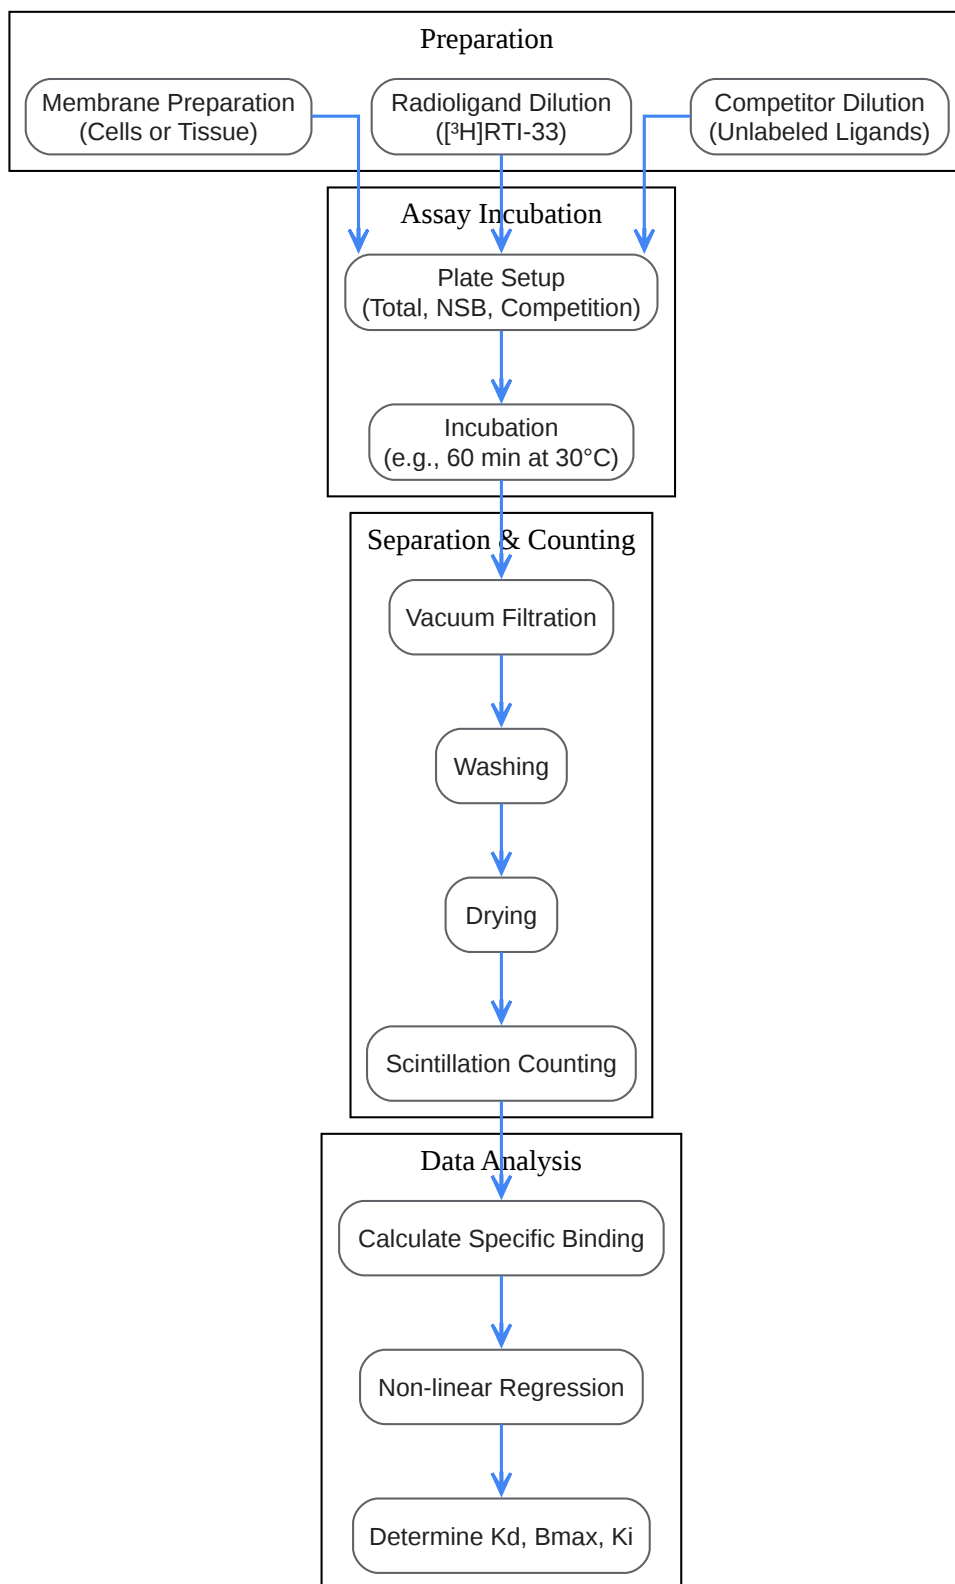 Preparation
Membrane Preparation
(Cells or Tissue)
Radioligand Dilution
([³H]RTI-33)
Competitor Dilution
(Unlabeled Ligands)
Assay Incubation
Plate Setup
(Total, NSB, Competition)
Incubation
(e.g., 60 min at 30°C)
Separation & Counting
Vacuum Filtration
Washing
Drying
Scintillation Counting
Data Analysis
Calculate Specific Binding
Non-linear Regression
Determine Kd, Bmax, Ki